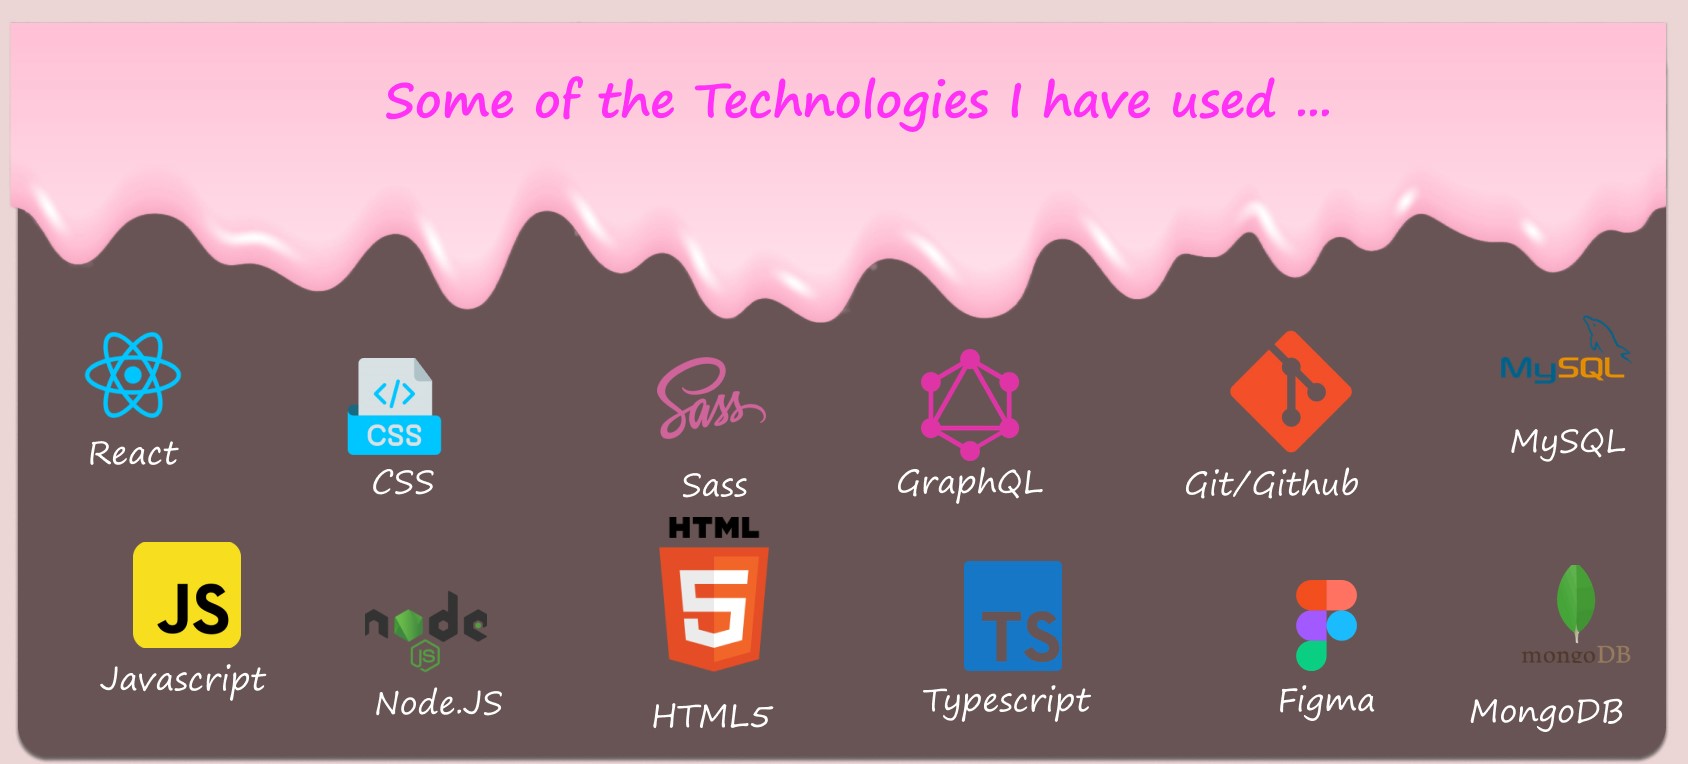 Some of the Technologies I have used ...
MySQL
CSS
Sass
React
CSS
Sass
GraphQL
Git/Github
MySQL
HTML
JS
node
JS
5
TS
mongoDB
Javascript
Node.JS
HTML5
Typescript
Figma
MongoDB